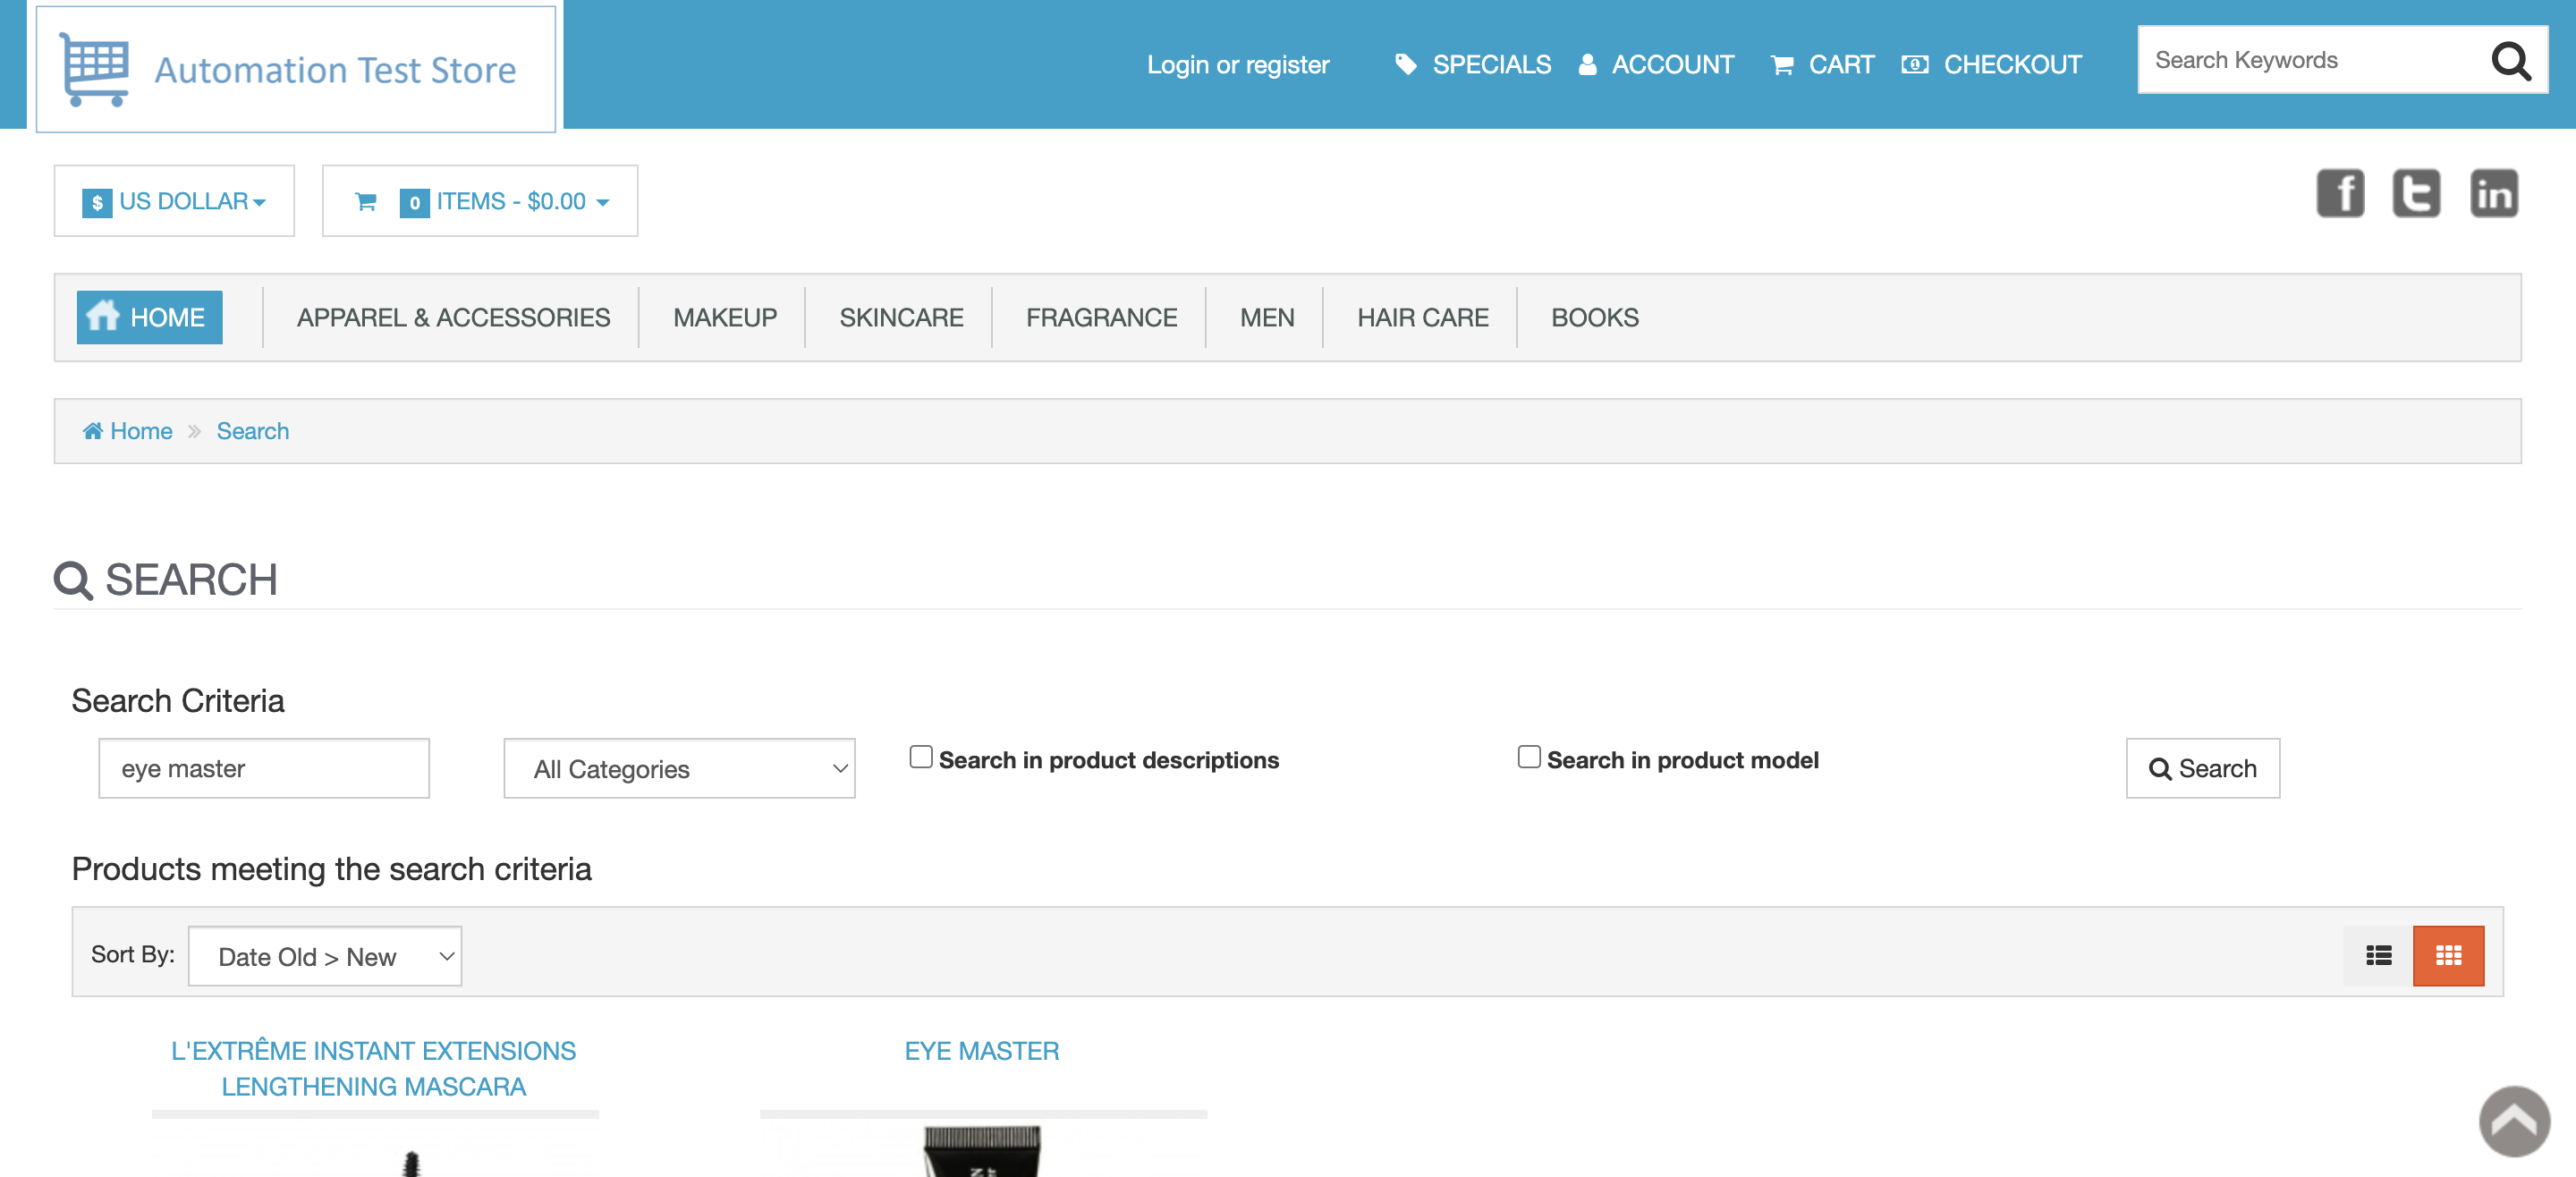 Automation Test Store
Login or register
SPECIALS
ACCOUNT
CART
CHECKOUT
Search Keywords
$ US DOLLAR
0 ITEMS - $0.00
f t in
HOME
APPAREL & ACCESSORIES
MAKEUP
SKINCARE
FRAGRANCE
MEN
HAIR CARE
BOOKS
Home » Search
SEARCH
Search Criteria
eye master
All Categories
Search in product descriptions
Search in product model
Search
Products meeting the search criteria
Sort By: Date Old > New
L'EXTRÊME INSTANT EXTENSIONS
LENGTHENING MASCARA
EYE MASTER